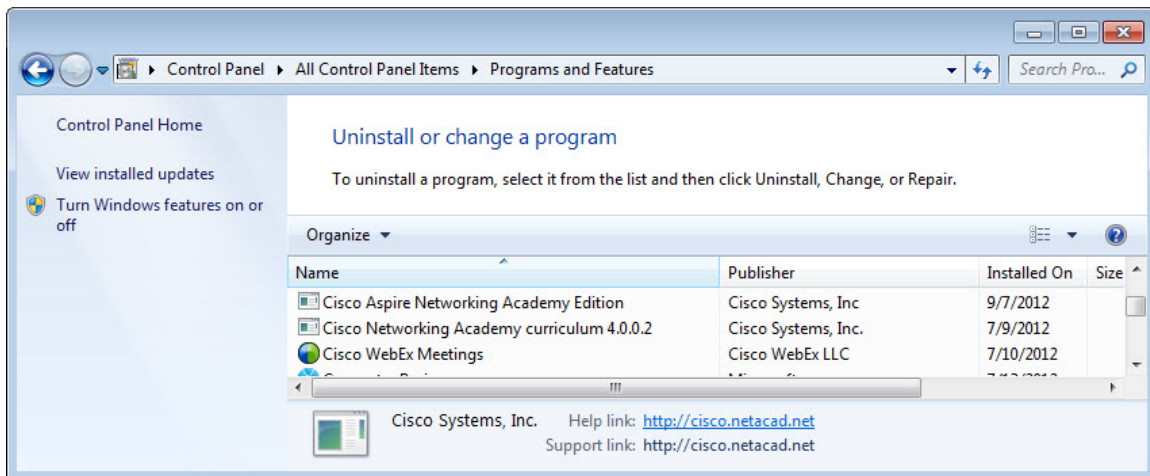 Control Panel All Control Panel Items Programs and Features
Search Pro...
Control Panel Home
View installed updates
Turn Windows features on or
off
Uninstall or change a program
To uninstall a program, select it from the list and then click Uninstall, Change, or Repair.
Organize
Name Publisher Installed On Size
Cisco Aspire Networking Academy Edition Cisco Systems, Inc 9/7/2012
Cisco Networking Academy curriculum 4.0.0.2 Cisco Systems, Inc. 7/9/2012
Cisco WebEx Meetings Cisco WebEx LLC 7/10/2012
Cisco Systems, Inc. Help link: http://cisco.netacad.net
Support link: http://cisco.netacad.net